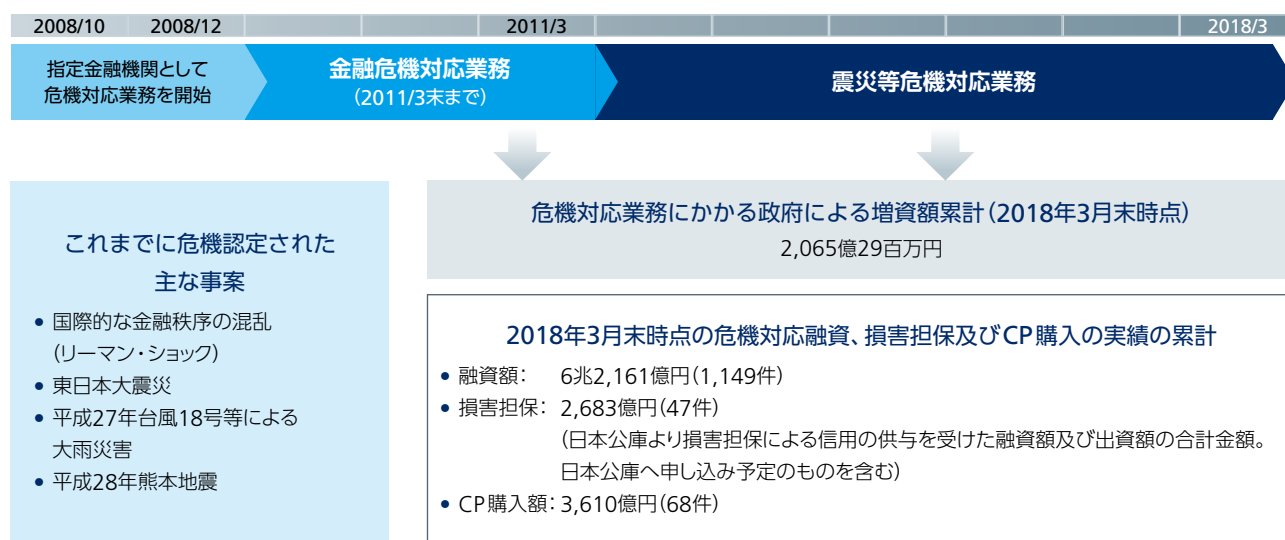 2008/10 2008/12 2011/3 2018/3
指定金融機関として
危機対応業務を開始
金融危機対応業務
(2011/3末まで)
震災等危機対応業務
これまでに危機認定された
主な事案
• 国際的な金融秩序の混乱
(リーマン・ショック)
• 東日本大震災
• 平成27年台風18号等による
大雨災害
• 平成28年熊本地震
危機対応業務にかかる政府による増資額累計(2018年3月末時点)
2,065億29百万円
2018年3月末時点の危機対応融資、損害担保及びCP購入の実績の累計
• 融資額: 6兆2,161億円(1,149件)
• 損害担保: 2,683億円(47件)
(日本公庫より損害担保による信用の供与を受けた融資額及び出資額の合計金額。
日本公庫へ申し込み予定のものを含む)
• CP購入額:3,610億円(68件)